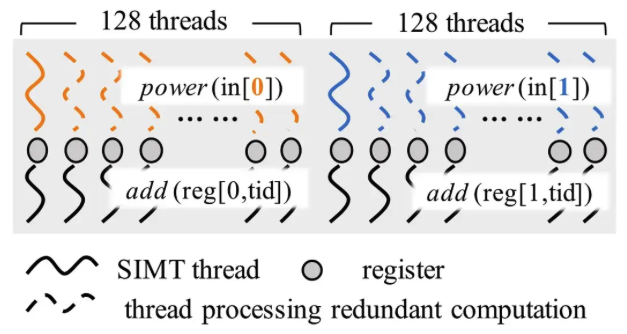 128 threads 128 threads
power(in[0]) power(in[1])
... ... ... ...
add(reg[0,tid]) add(reg[1,tid])
SIMT thread register
thread processing redundant computation